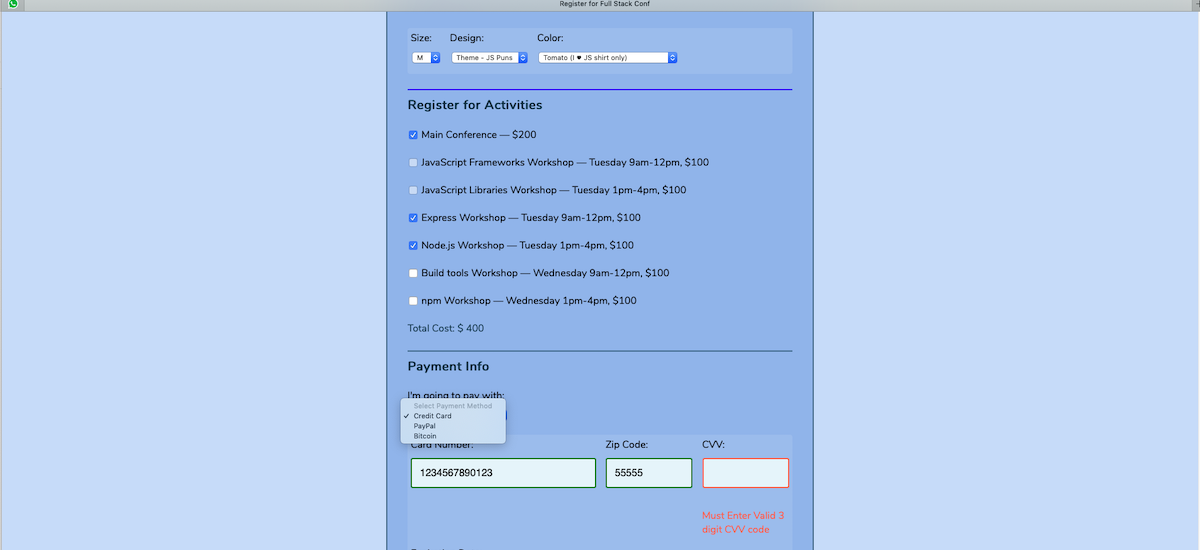 Register for Full Stack Conf
Size: Design: Color:
M Theme - JS Puns Tomato (I ♥ JS shirt only)
Register for Activities
Main Conference — $200
JavaScript Frameworks Workshop — Tuesday 9am-12pm, $100
JavaScript Libraries Workshop — Tuesday 1pm-4pm, $100
Express Workshop — Tuesday 9am-12pm, $100
Node.js Workshop — Tuesday 1pm-4pm, $100
Build tools Workshop — Wednesday 9am-12pm, $100
npm Workshop — Wednesday 1pm-4pm, $100
Total Cost: $ 400
Payment Info
I'm going to pay with:
Select Payment Method
✓ Credit Card
PayPal
Bitcoin
Card Number: Zip Code: CVV:
1234567890123 55555
Must Enter Valid 3
digit CVV code